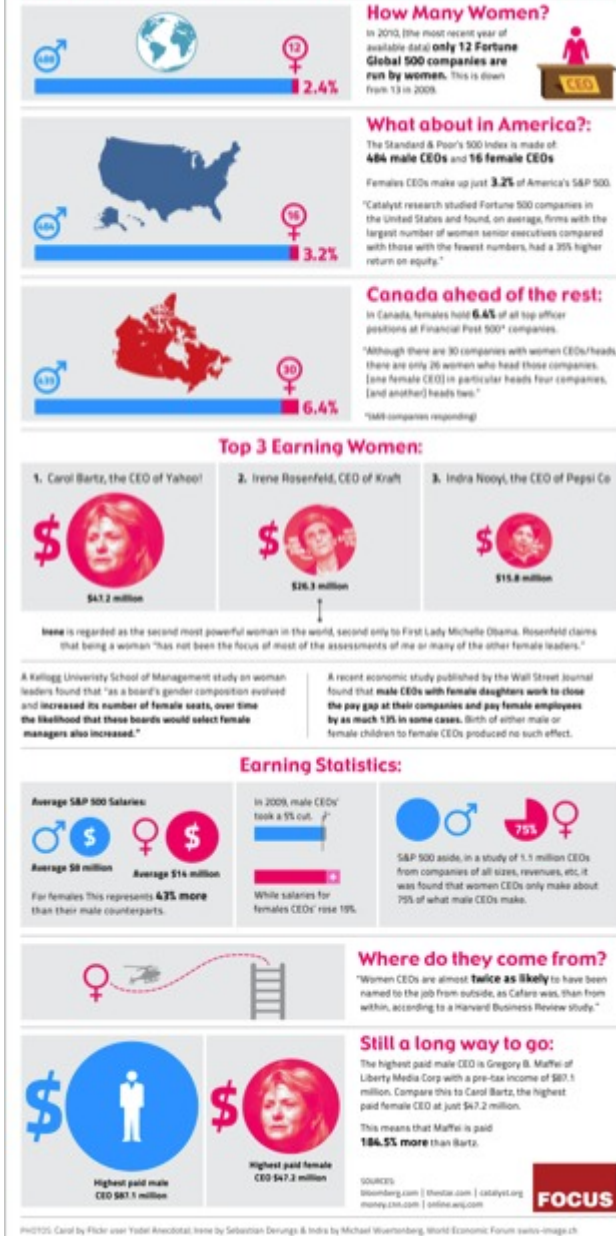 How Many Women?
In 2010, (the most recent year of
available data) only 12 Fortune
Global 500 companies are
run by women. This is down
from 13 in 2009.
488
12
2.4%
CEO
What about in America?:
The Standard & Poor's 500 Index is made of:
484 male CEOs and 16 female CEOs
Females CEOs make up just 3.2% of America's S&P 500.
"Catalyst research studied Fortune 500 companies in
the United States and found, on average, firms with the
largest number of women senior executives compared
with those with the fewest numbers, had a 35% higher
return on equity."
484
16
3.2%
Canada ahead of the rest:
In Canada, females hold 6.4% of all top officer
positions at Financial Post 500* companies.
"Although there are 30 companies with women CEOs/heads,
there are only 26 women who head those companies.
[one female CEO] in particular heads four companies,
[and another] heads two."
companies responding)
30
6.4%
Top 3 Earning Women:
1. Carol Bartz, the CEO of Yahoo!
$
$47.2 million
2. Irene Rosenfeld, CEO of Kraft
$
$26.3 million
3. Indra Nooyi, the CEO of Pepsi Co
$
$15.8 million
Irene is regarded as the second most powerful woman in the world, second only to First Lady Michelle Obama. Rosenfeld claims
that being a woman "has not been the focus of most of the assessments of me or many of the other female leaders."
A Kellogg Univeristy School of Management study on woman
leaders found that "as a board's gender composition evolved
and increased its number of female seats, over time
the likelihood that these boards would select female
managers also increased."
A recent economic study published by the Wall Street Journal
found that male CEOs with female daughters work to close
the pay gap at their companies and pay female employees
by as much 13% in some cases. Birth of either male or
female children to female CEOs produced no such effect.
Earning Statistics:
Average S&P 500 Salaries:
$
$
Average $8 million
Average $14 million
For females This represents 43% more
than their male counterparts.
In 2009, male CEOs'
took a 5% cut.
While salaries for
females CEOs' rose 19%.
75%
S&P 500 aside, in a study of 1.1 million CEOs
from companies of all sizes, revenues, etc, it
was found that women CEOs only make about
75% of what male CEOs make.
Where do they come from?
"Women CEOs are almost twice as likely to have been
named to the job from outside, as Cafaro was, than from
within, according to a Harvard Business Review study."
Still a long way to go:
The highest paid male CEO is Gregory B. Maffei of
Liberty Media Corp with a pre-tax income of $87.1
million. Compare this to Carol Bartz, the highest
paid female CEO at just $47.2 million.
This means that Maffei is paid
184.5% more than Bartz.
$
Highest paid male
CEO $87.1 million
$
Highest paid female
CEO $47.2 million
SOURCES:
bloomberg.com | thestar.com | catalyst.org
money.cnn.com | online.wsj.com
FOCUS
PHOTOS: Carol by Flickr user Yodel Anecdotal; Irene by Sebastian Derungs & Indra by Michael Wuertenberg, World Economic Forum swiss-image.ch